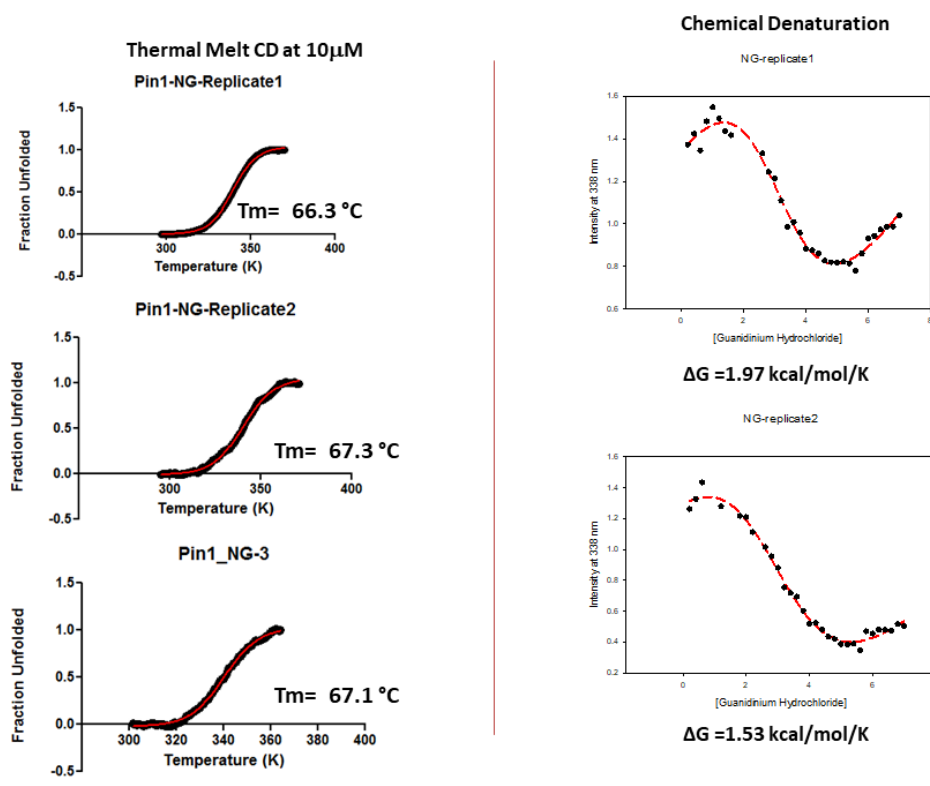 Thermal Melt CD at 10μM
Pin1-NG-Replicate1
Fraction Unfolded
1.5
1.0
0.5
0.0
-0.5
300
350
400
Tm= 66.3 °C
Temperature (K)
Pin1-NG-Replicate2
Fraction Unfolded
1.5
1.0
0.5
0.0
-0.5
300
350
400
Tm= 67.3 °C
Temperature (K)
Pin1_NG-3
Fraction Unfolded
1.5
1.0
0.5
0.0
-0.5
300
320
340
360
380
400
Tm= 67.1 °C
Temperature (K)
Chemical Denaturation
NG-replicate1
Intensity at 338 nm
1.6
1.4
1.2
1.0
0.8
0.6
0
2
4
6
8
[Guanidinium Hydrochloride]
ΔG =1.97 kcal/mol/K
NG-replicate2
Intensity at 338 nm
1.6
1.4
1.2
1.0
0.8
0.6
0.4
0.2
0
2
4
6
[Guanidinium Hydrochloride]
ΔG =1.53 kcal/mol/K